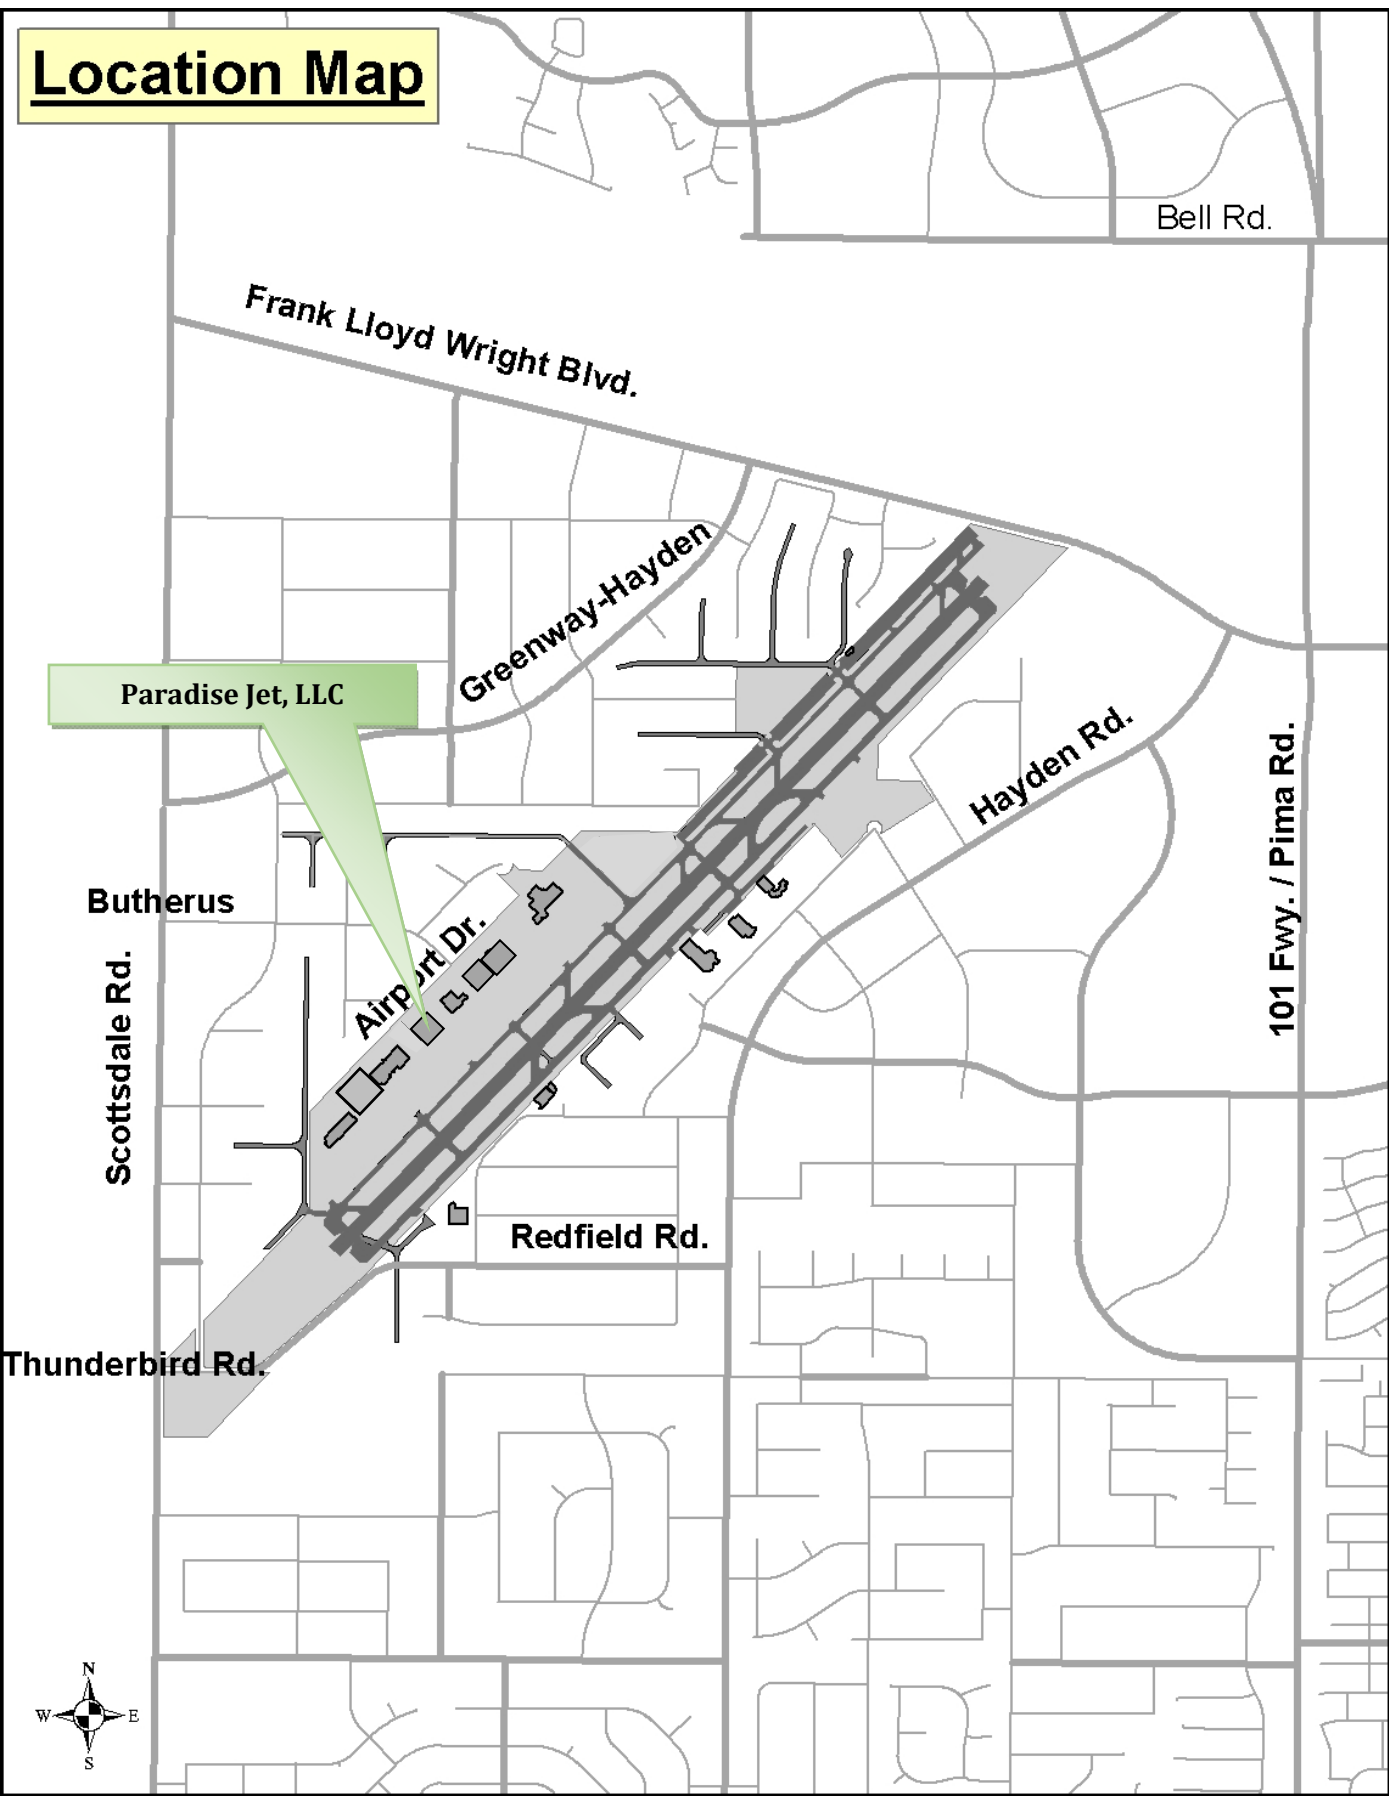 Location Map
Bell Rd.
Frank Lloyd Wright Blvd.
Greenway-Hayden
Paradise Jet, LLC
Hayden Rd.
101 Fwy. / Pima Rd.
Butherus
Airport Dr.
Scottsdale Rd.
Redfield Rd.
Thunderbird Rd.
N
W E
S